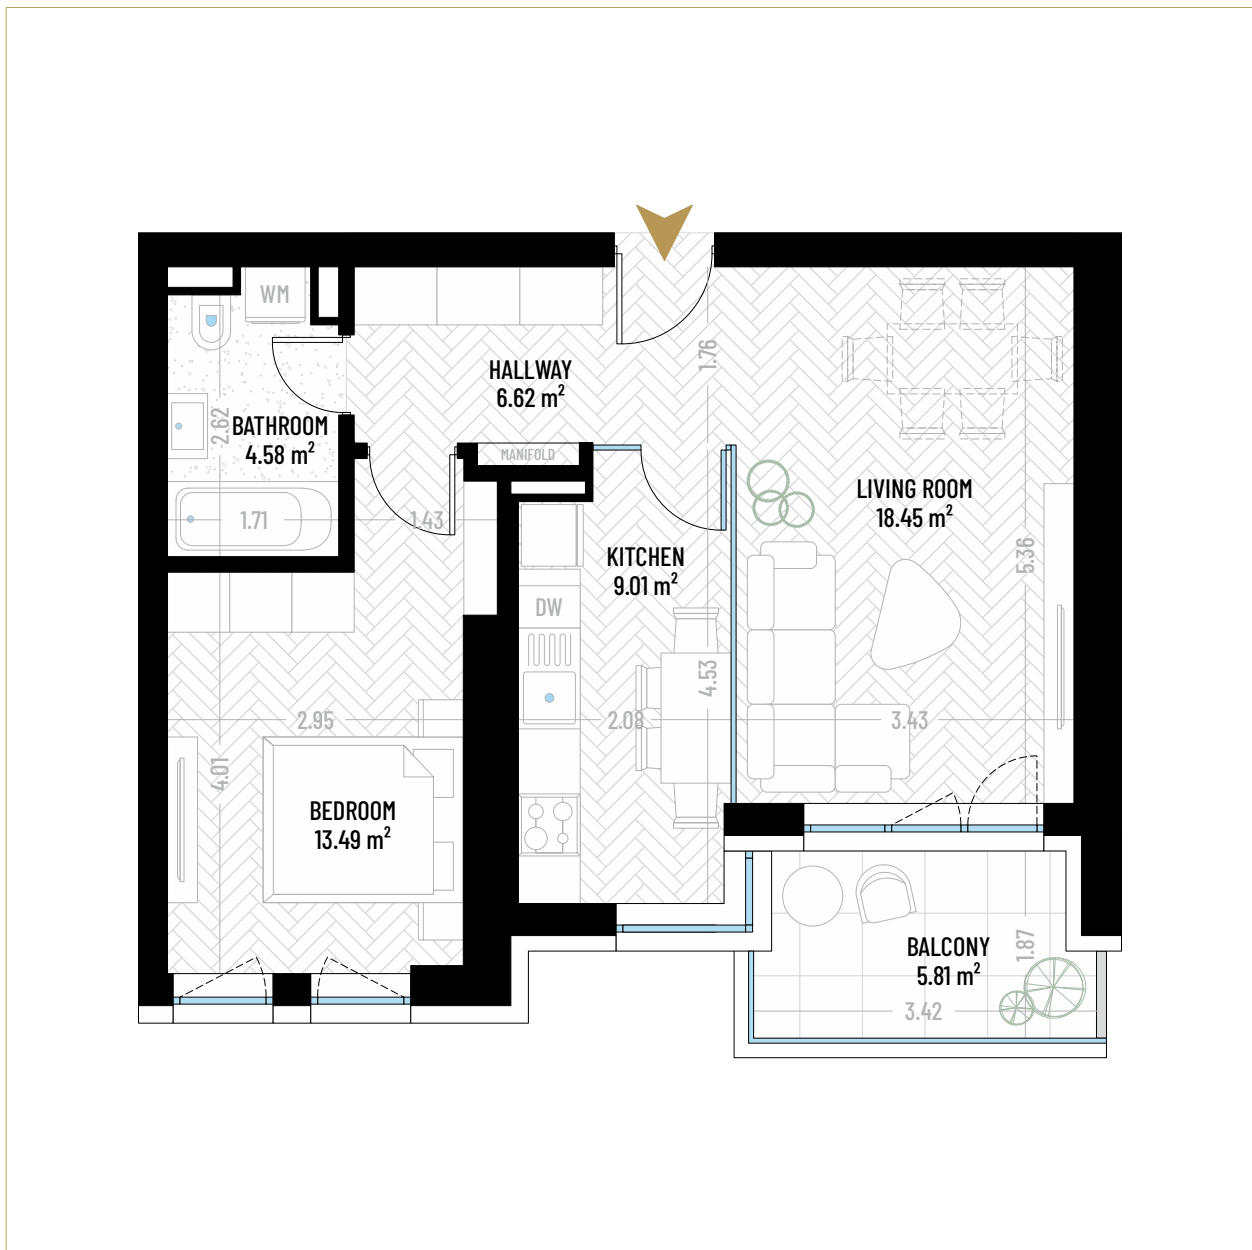 WM
HALLWAY
6.62 m²
1.76
BATHROOM
4.58 m²
2.62
MANIFOLD
LIVING ROOM
18.45 m²
1.71
1.43
5.36
KITCHEN
9.01 m²
DW
4.53
2.95
2.08
3.43
4.01
BEDROOM
13.49 m²
BALCONY
5.81 m²
1.87
3.42